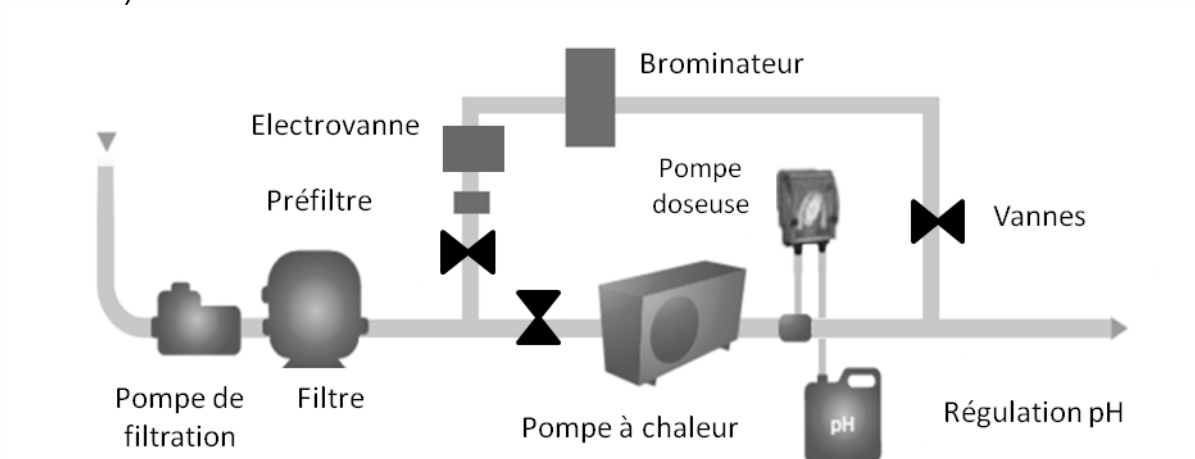 Brominateur
Electrovanne
Pompe
doseuse
Préfiltre
Vannes
Pompe de
filtration
Filtre
Pompe à chaleur
pH
Régulation pH